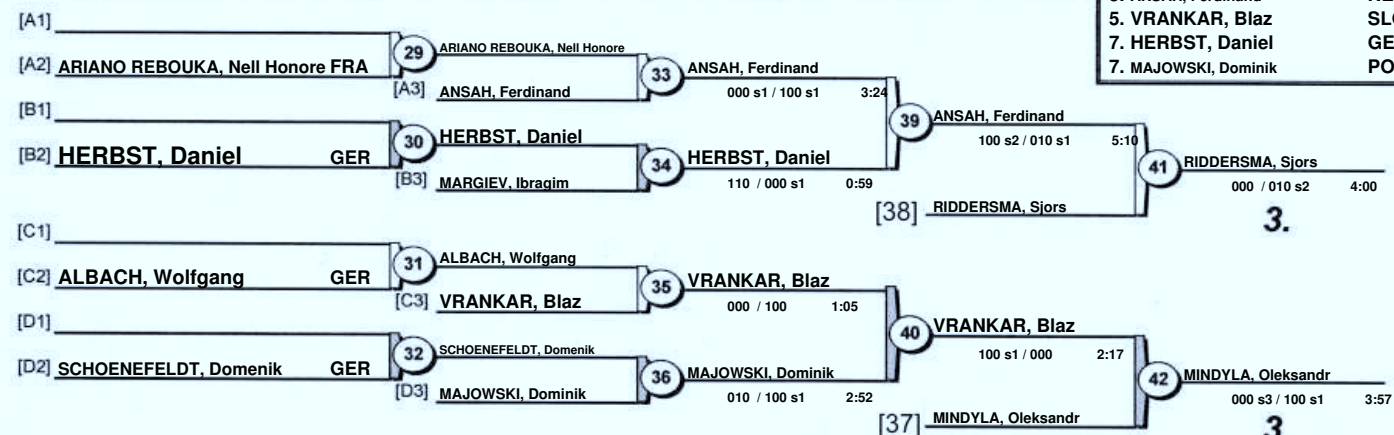 5. VRANKAR, Blaz
7. HERBST, Daniel
7. MAJOWSKI, Dominik
[A1]
[A2] ARIANO REBOUKA, Nell Honore FRA
29
ARIANO REBOUKA, Nell Honore
[A3] ANSAH, Ferdinand
33
ANSAH, Ferdinand
000 s1 / 100 s1 3:24
[B1]
[B2] HERBST, Daniel GER
30
HERBST, Daniel
[B3] MARGIEV, Ibragim
34
HERBST, Daniel
110 / 000 s1 0:59
39
ANSAH, Ferdinand
100 s2 / 010 s1 5:10
[38] RIDDERSMA, Sjors
41
RIDDERSMA, Sjors
000 / 010 s2 4:00
3.
[C1]
[C2] ALBACH, Wolfgang GER
31
ALBACH, Wolfgang
[C3] VRANKAR, Blaz
35
VRANKAR, Blaz
000 / 100 1:05
[D1]
[D2] SCHOENEFELDT, Domenik GER
32
SCHOENEFELDT, Domenik
[D3] MAJOWSKI, Dominik
36
MAJOWSKI, Dominik
010 / 100 s1 2:52
40
VRANKAR, Blaz
100 s1 / 000 2:17
[37] MINDYLA, Oleksandr
42
MINDYLA, Oleksandr
000 s3 / 100 s1 3:57
3